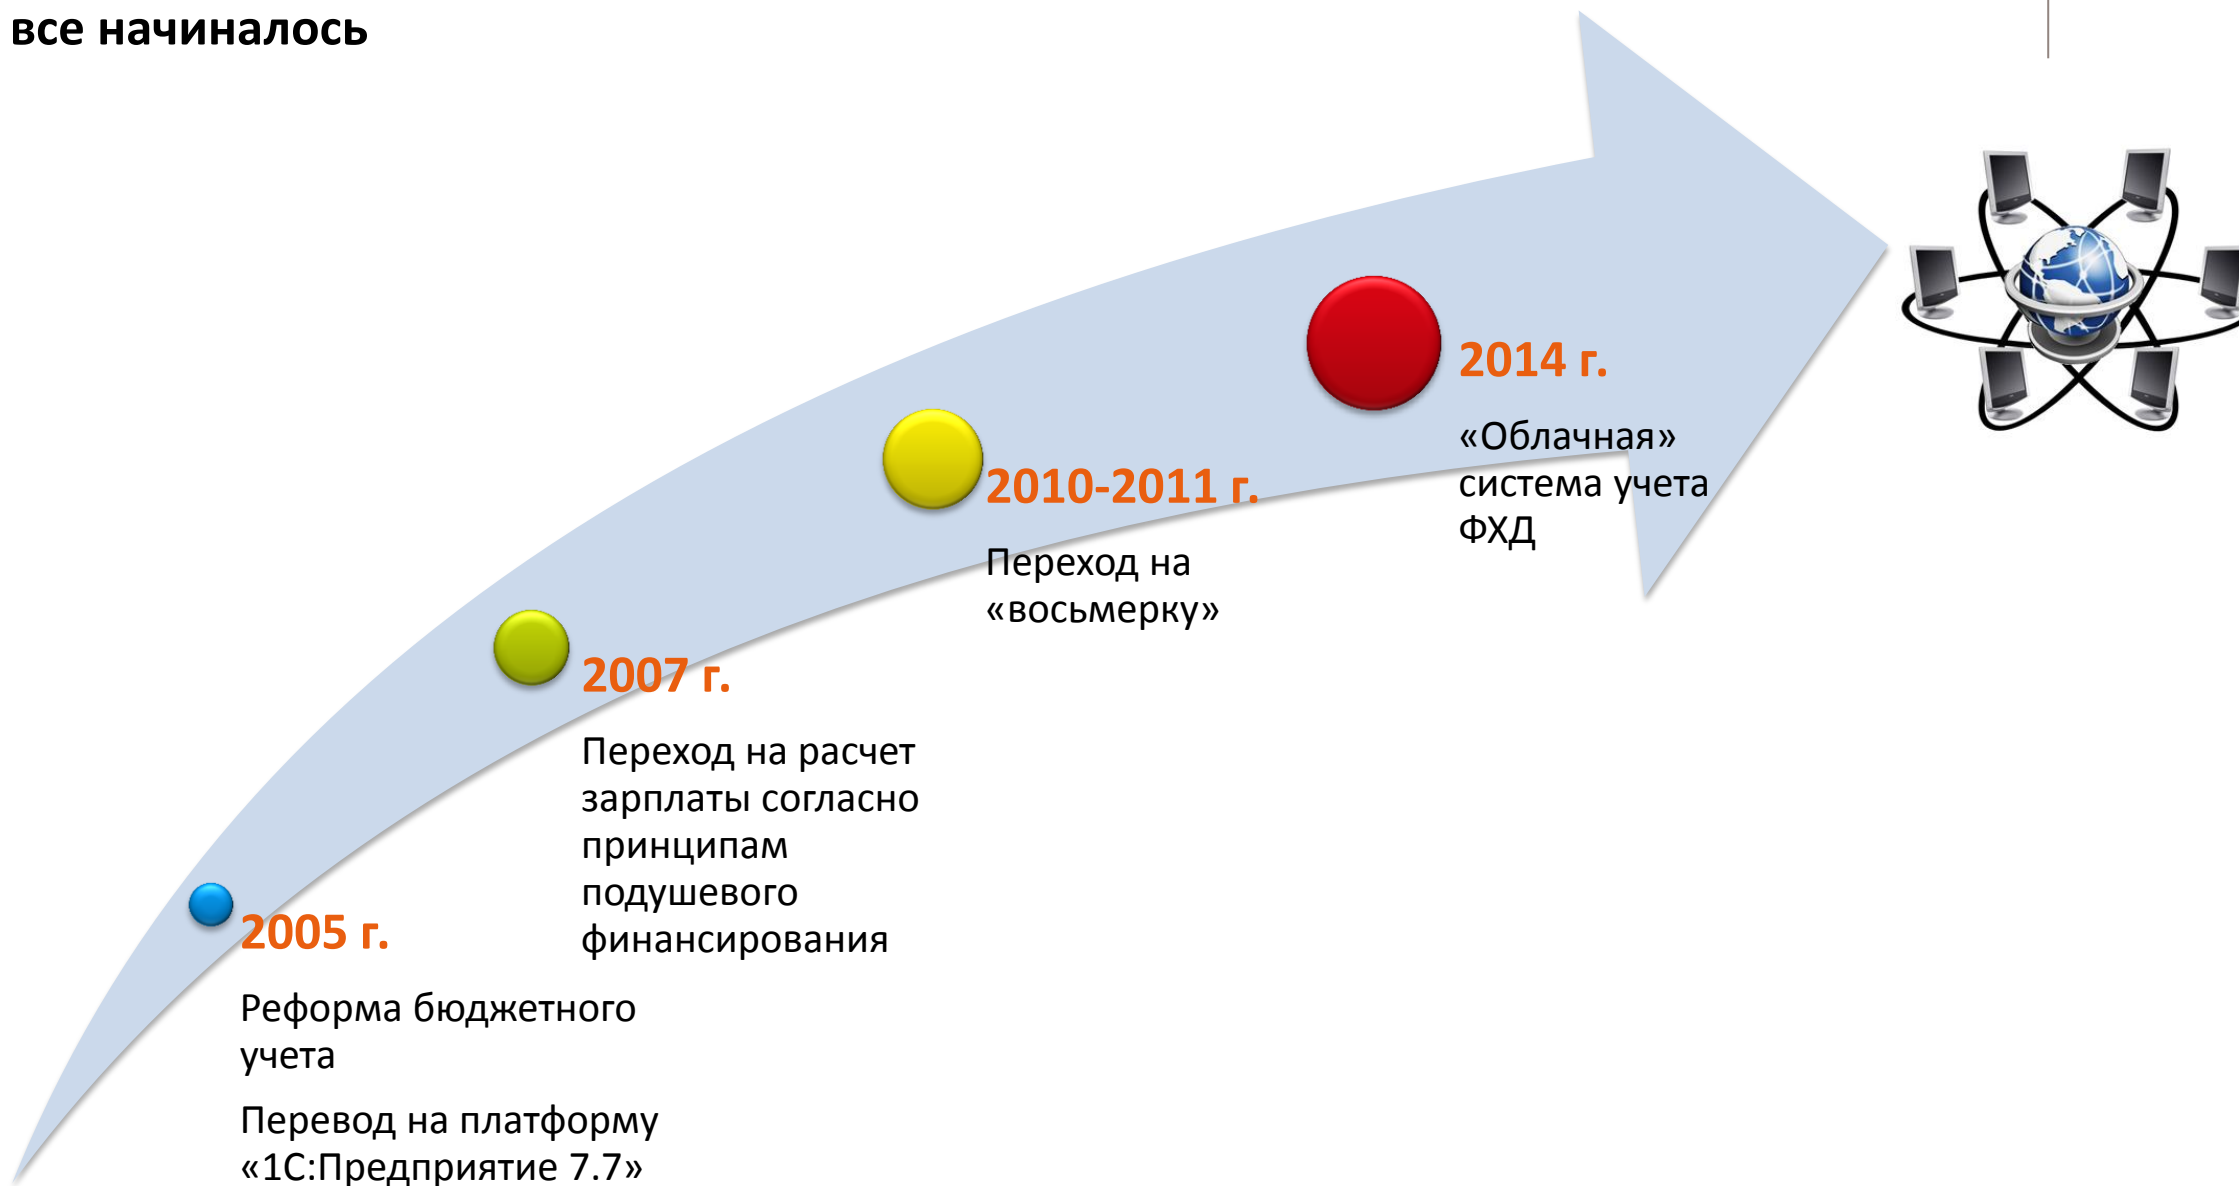 все начиналось
2014 г.
«Облачная»
система учета
ФХД
2010-2011 г.
Переход на
«восьмерку»
2007 г.
Переход на расчет
зарплаты согласно
принципам
подушевого
финансирования
2005 г.
Реформа бюджетного
учета
Перевод на платформу
«1С:Предприятие 7.7»